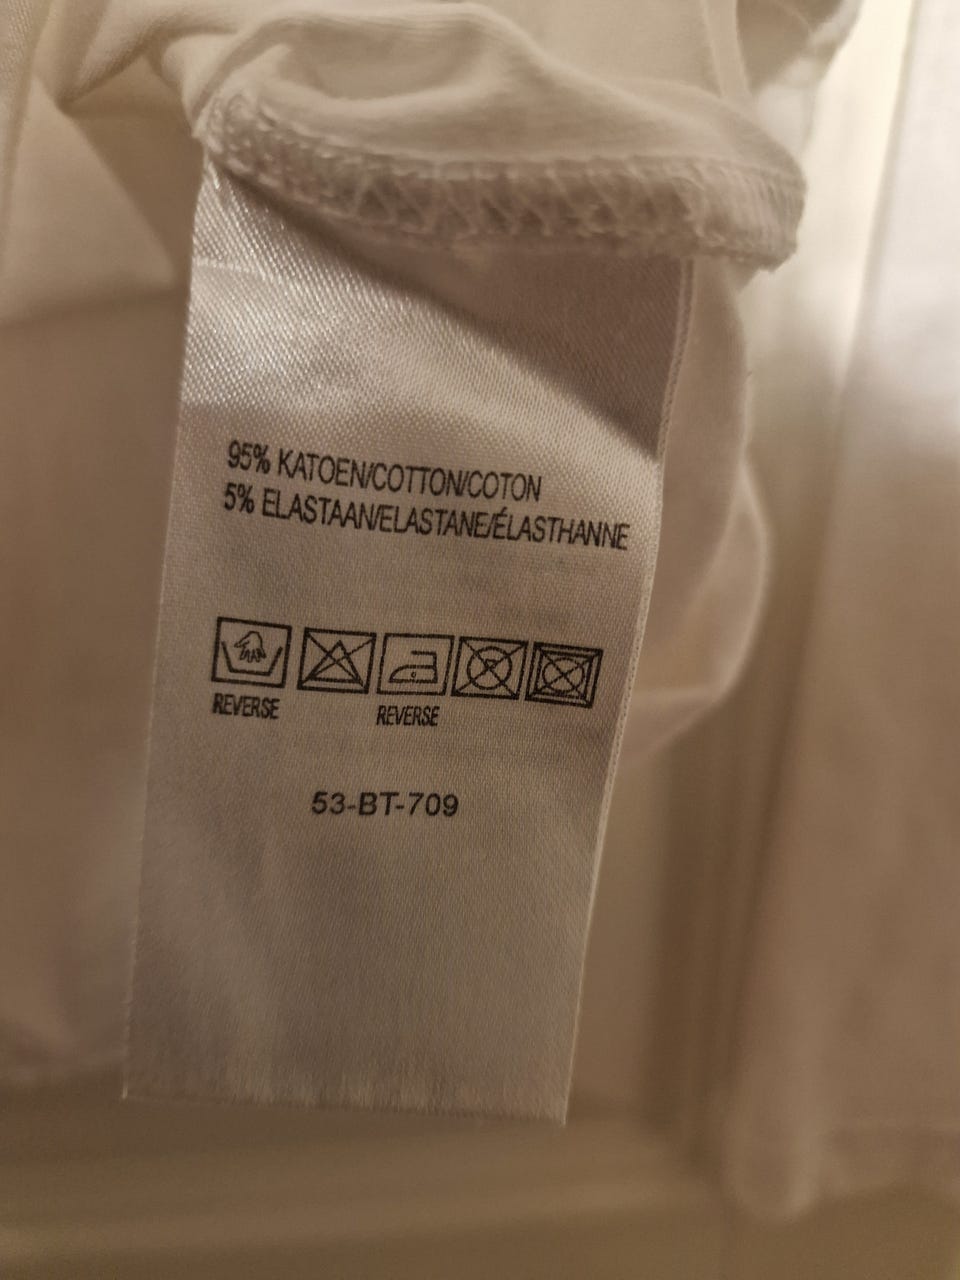 95% KATOEN/COTTON/COTON
5% ELASTAAN/ELASTANE/ÉLASTHANNE
REVERSE REVERSE
53-BT-709